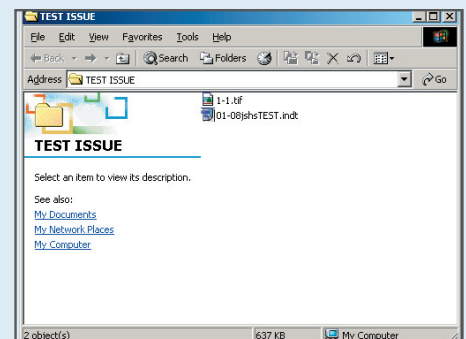 TEST ISSUE
File Edit View Favorites Tools Help
Back Search Folders
Address TEST ISSUE Go
1-1.tif
01-08jshsTEST.indt
TEST ISSUE
Select an item to view its description.
See also:
My Documents
My Network Places
My Computer
2 object(s) 637 KB My Computer